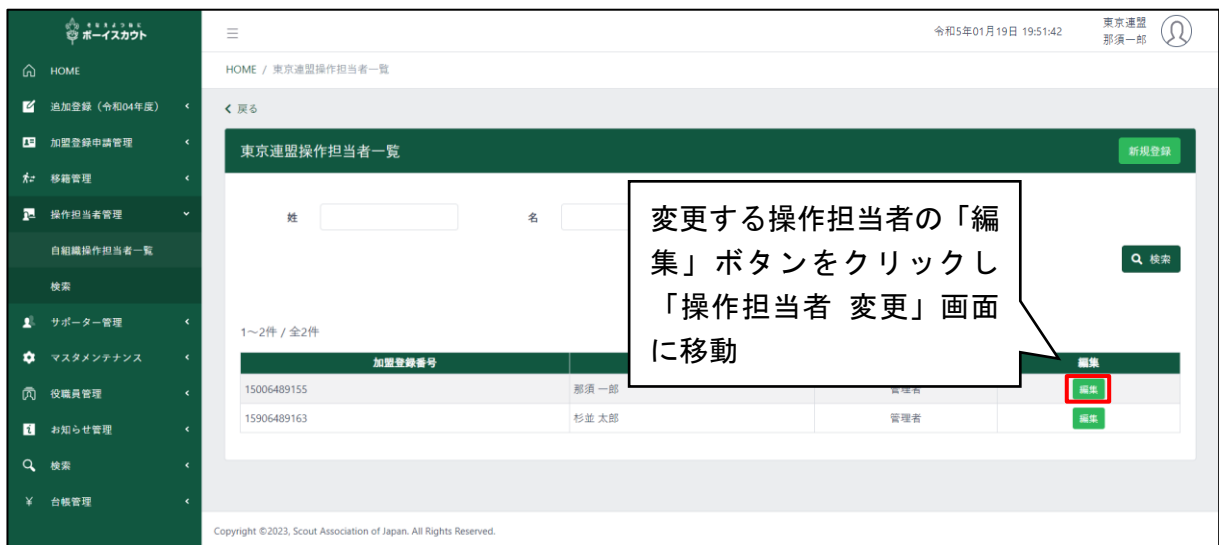 ボーイスカウト
令和5年01月19日 19:51:42
東京連盟
那須一郎
HOME
追加登録（令和04年度）
加盟登録申請管理
移籍管理
操作担当者管理
自組織操作担当者一覧
検索
サポーター管理
マスタメンテナンス
役職員管理
お知らせ管理
検索
台帳管理
HOME / 東京連盟操作担当者一覧
戻る
東京連盟操作担当者一覧
新規登録
姓
名
検索
変更する操作担当者の「編
集」ボタンをクリックし
「操作担当者 変更」画面
に移動
1～2件 / 全2件
加盟登録番号 編集
15006489155 那須 一郎 管理者 編集
15906489163 杉並 太郎 管理者 編集
Copyright ©2023, Scout Association of Japan. All Rights Reserved.